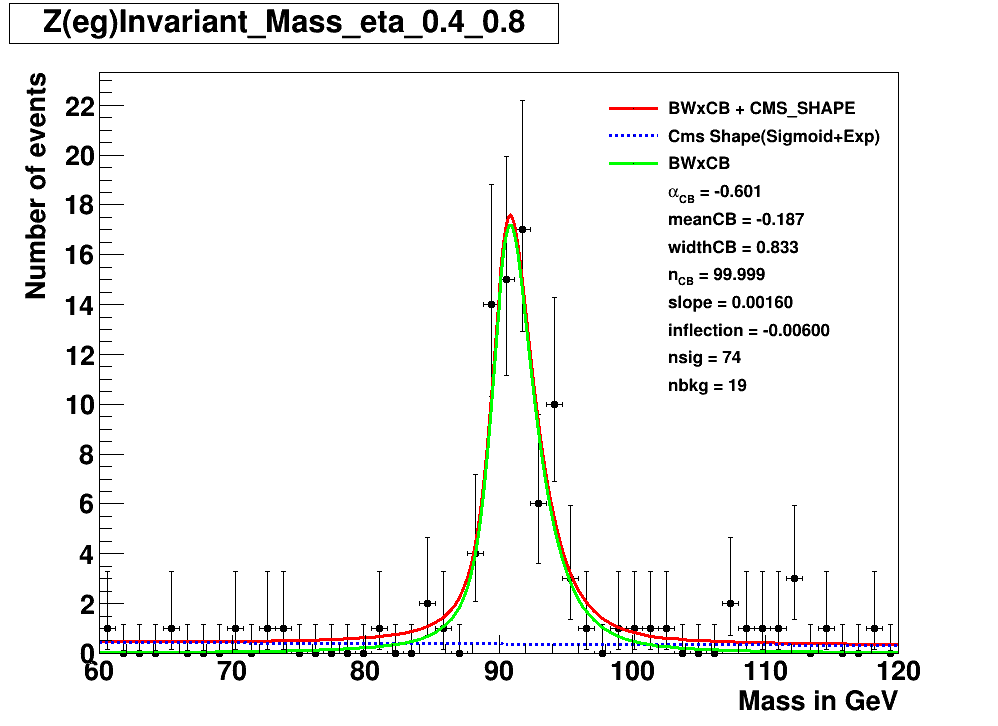 Z(eg)Invariant_Mass_eta_0.4_0.8
Number of events
22
20
18
16
14
12
10
8
6
4
2
0
BWxCB + CMS_SHAPE
Cms Shape(Sigmoid+Exp)
BWxCB
αCB = -0.601
meanCB = -0.187
widthCB = 0.833
nCB = 99.999
slope = 0.00160
inflection = -0.00600
nsig = 74
nbkg = 19
60 70 80 90 100 110 120
Mass in GeV